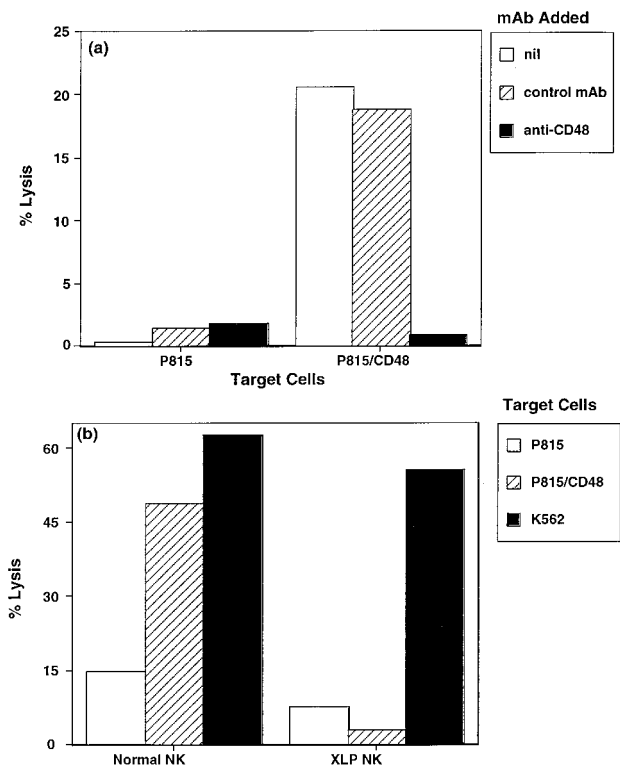 (a)
mAb Added
nil
control mAb
anti-CD48
25
20
15
10
5
0
% Lysis
P815
P815/CD48
Target Cells
(b)
Target Cells
P815
P815/CD48
K562
60
45
30
15
0
% Lysis
Normal NK
XLP NK